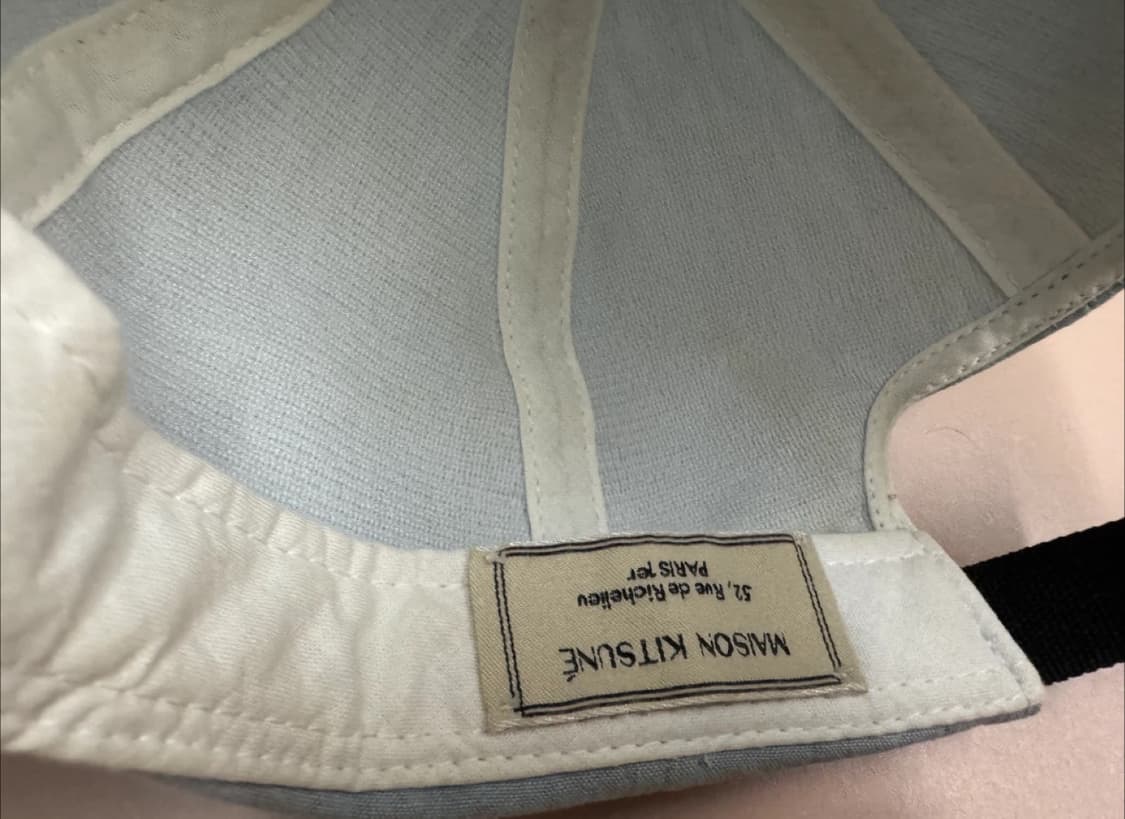 MAISON KITSUNÉ
52, Rue de Richelieu
PARIS 1er